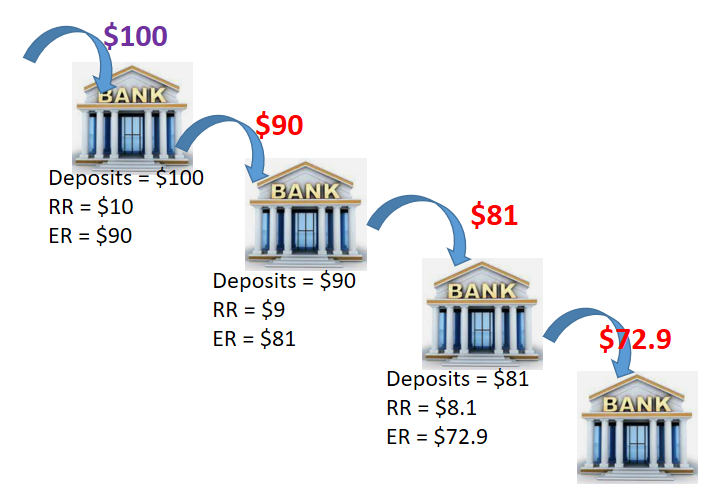 $100
BANK
Deposits = $100
RR = $10
ER = $90
$90
BANK
Deposits = $90
RR = $9
ER = $81
$81
BANK
Deposits = $81
RR = $8.1
ER = $72.9
$72.9
BANK